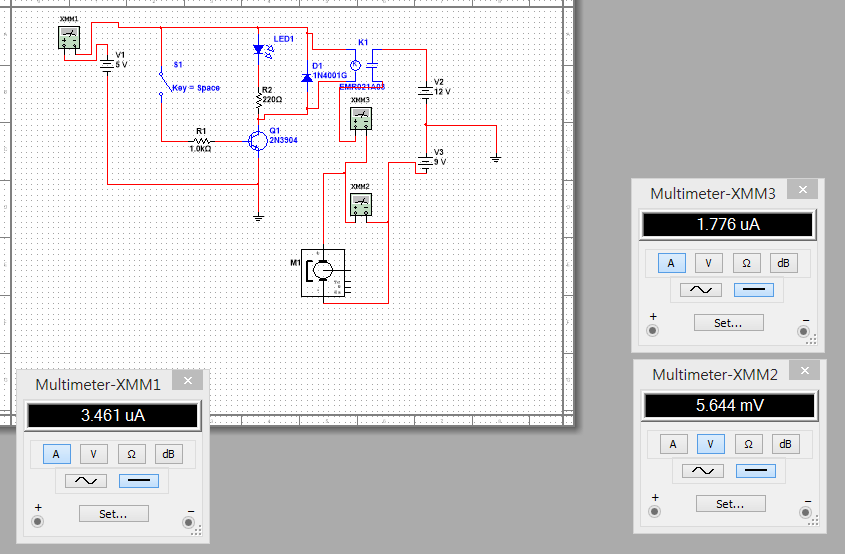 XMM1
V1
5 V
S1
Key = Space
LED1
R2
220Ω
D1
1N4001G
K1
EMR021A03
V2
12 V
XMM3
R1
1.0kΩ
Q1
2N3904
V3
9 V
XMM2
M1
Multimeter-XMM3
1.776 uA
A V Ω dB
+ −
Set...
Multimeter-XMM1
3.461 uA
A V Ω dB
+ −
Set...
Multimeter-XMM2
5.644 mV
A V Ω dB
+ −
Set...